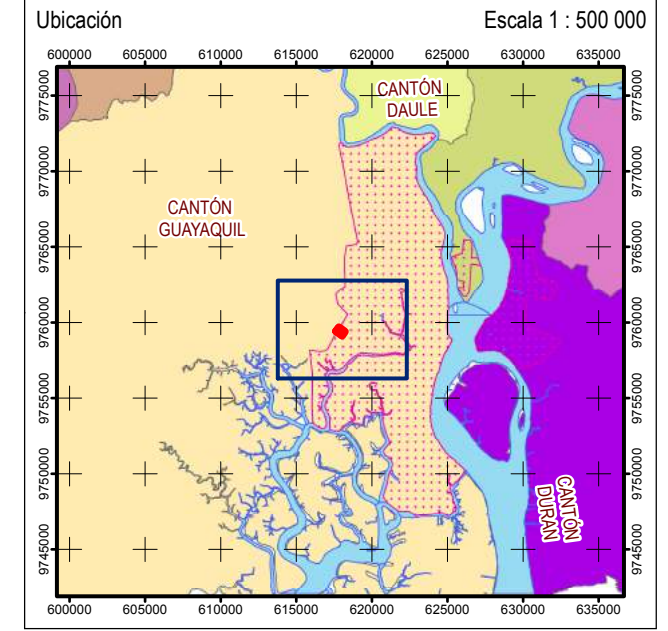 Ubicación Escala 1 : 500 000
600000 605000 610000 615000 620000 625000 630000 635000
9775000 9775000
CANTÓN
DAULE
9770000 9770000
CANTÓN
GUAYAQUIL
9765000 9765000
9760000 9760000
9755000 9755000
9750000 9750000
CANTÓN
DURÁN
9745000 9745000
600000 605000 610000 615000 620000 625000 630000 635000